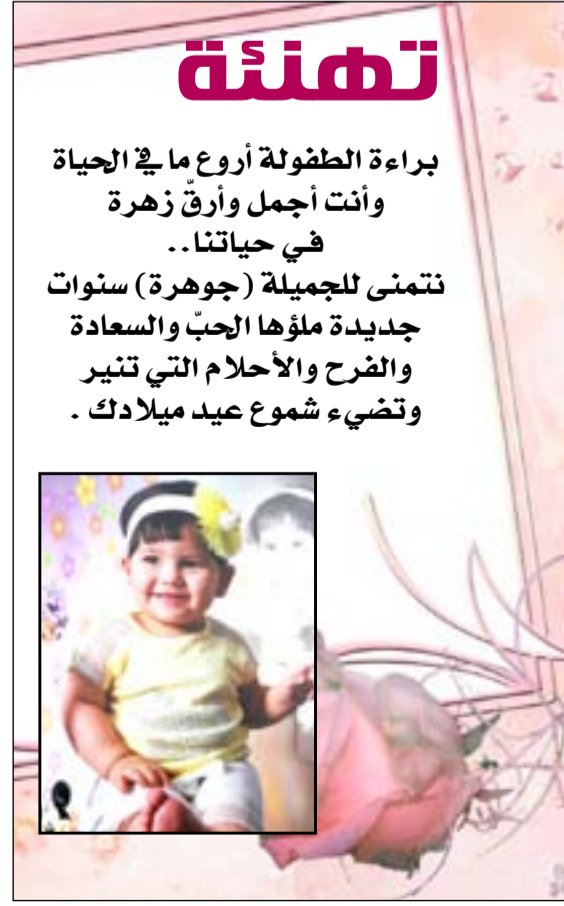 تهنئة
براءة الطفولة أروع ما في الحياة
وأنت أجمل وأرقّ زهرة
في حياتنا..
نتمنى للجميلة (جوهرة) سنوات
جديدة ملؤها الحبّ والسعادة
والفرح والأحلام التي تنير
وتضيء شموع عيد ميلادك .